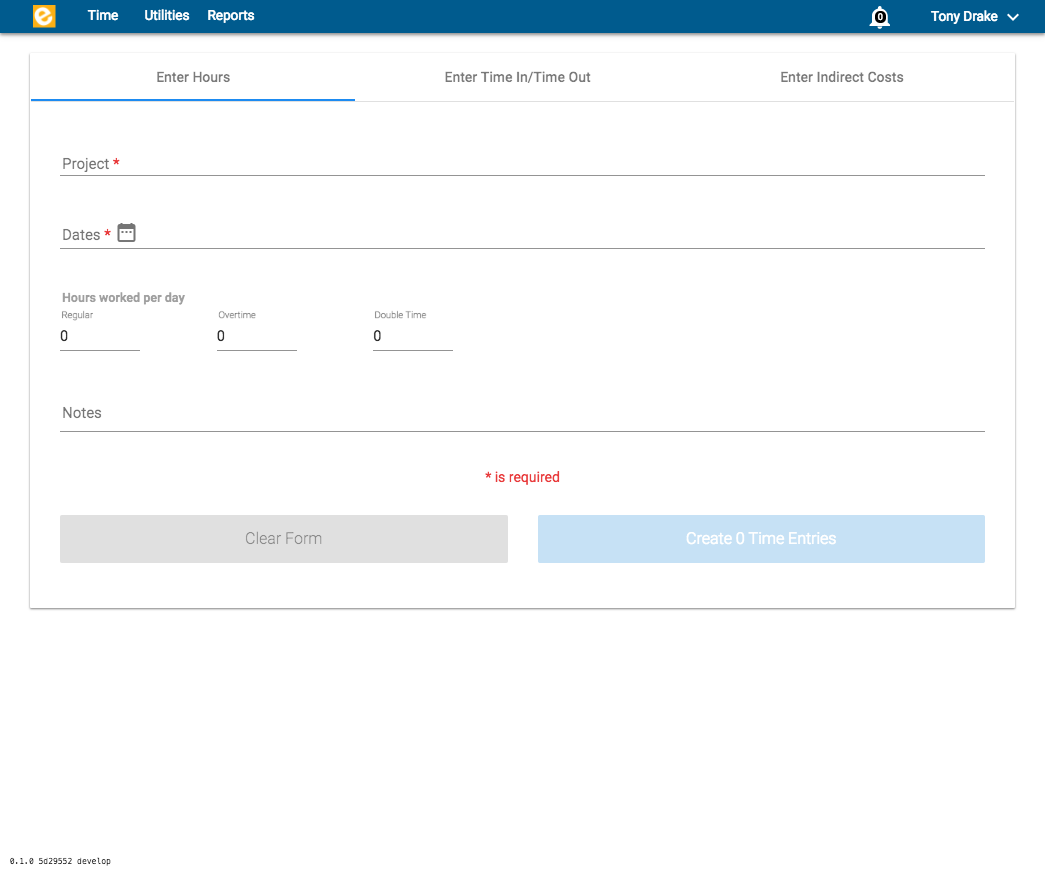 e Time Utilities Reports 0 Tony Drake
Enter Hours Enter Time In/Time Out Enter Indirect Costs
Project *
Dates *
Hours worked per day
Regular Overtime Double Time
0 0 0
Notes
* is required
Clear Form Create 0 Time Entries
0.1.0 5d29552 develop